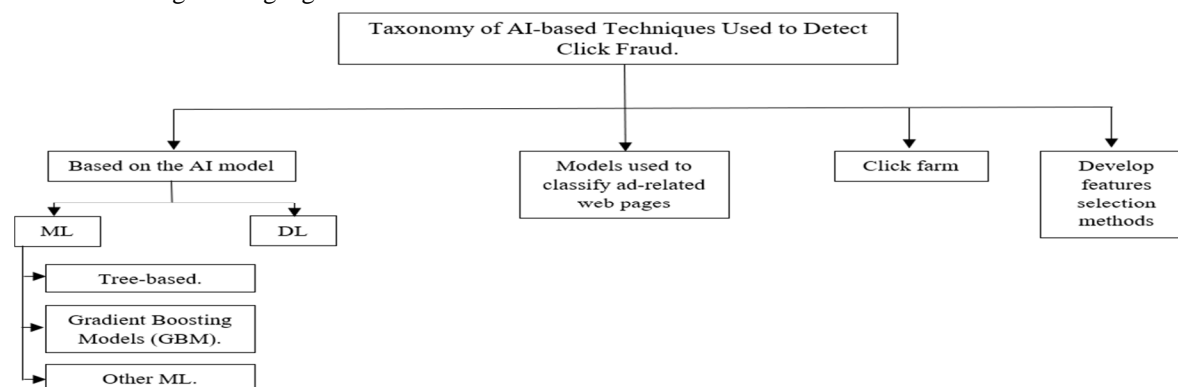 Taxonomy of AI-based Techniques Used to Detect
Click Fraud.
Based on the AI model
Models used to
classify ad-related
web pages
Click farm
Develop
features
selection
methods
ML
DL
Tree-based.
Gradient Boosting
Models (GBM).
Other ML.